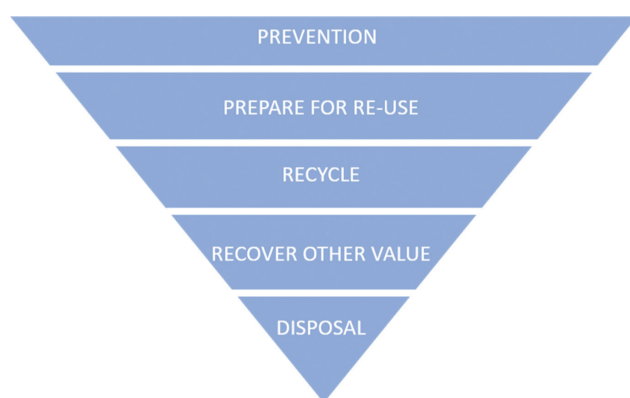 PREVENTION
PREPARE FOR RE-USE
RECYCLE
RECOVER OTHER VALUE
DISPOSAL